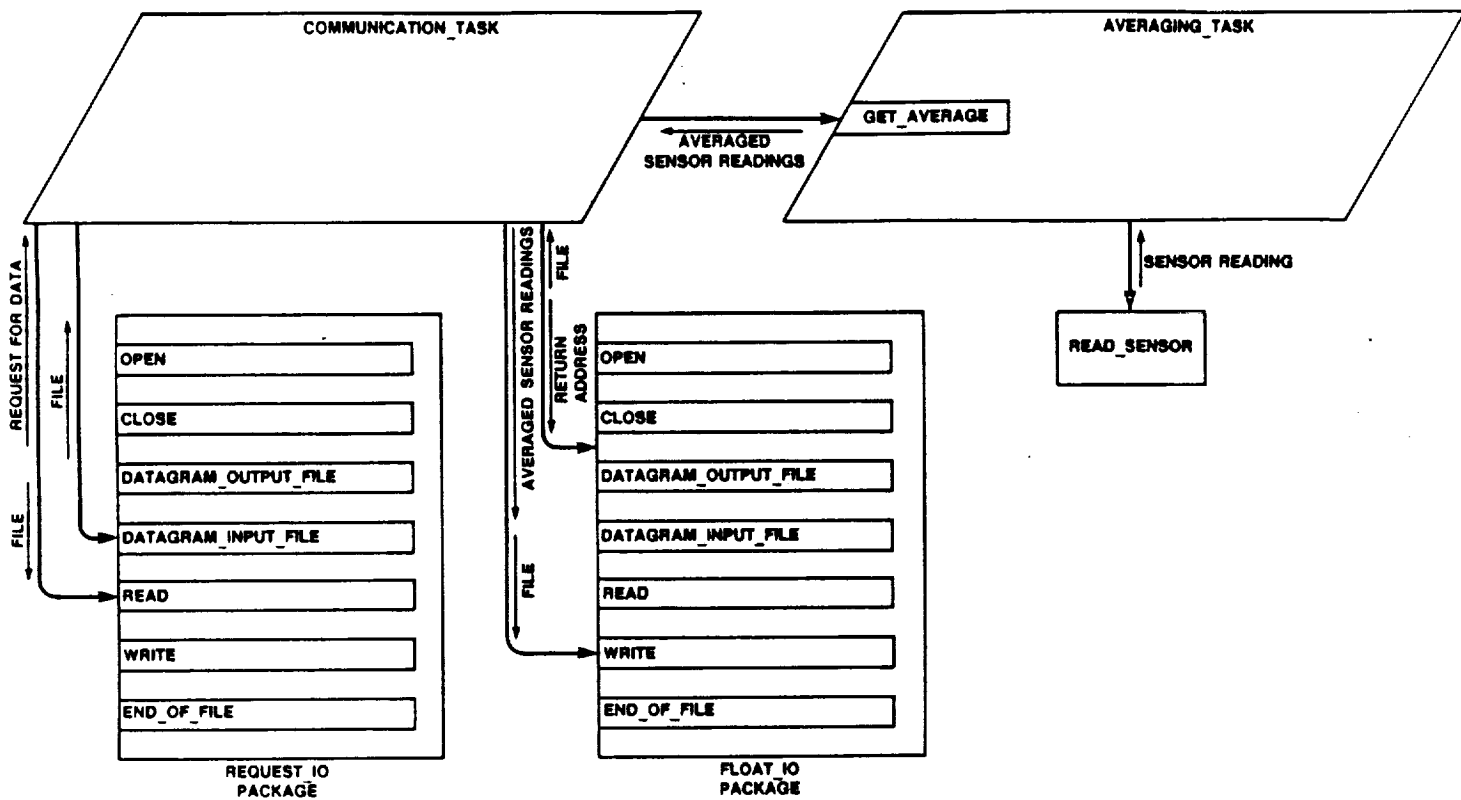 COMMUNICATION_TASK
AVERAGING_TASK
GET_AVERAGE
AVERAGED
SENSOR READINGS
REQUEST FOR DATA
FILE
FILE
AVERAGED SENSOR READINGS
FILE
FILE
RETURN
ADDRESS
SENSOR READING
READ_SENSOR
OPEN
CLOSE
DATAGRAM_OUTPUT_FILE
DATAGRAM_INPUT_FILE
READ
WRITE
END_OF_FILE
REQUEST_IO
PACKAGE
OPEN
CLOSE
DATAGRAM_OUTPUT_FILE
DATAGRAM_INPUT_FILE
READ
WRITE
END_OF_FILE
FLOAT_IO
PACKAGE